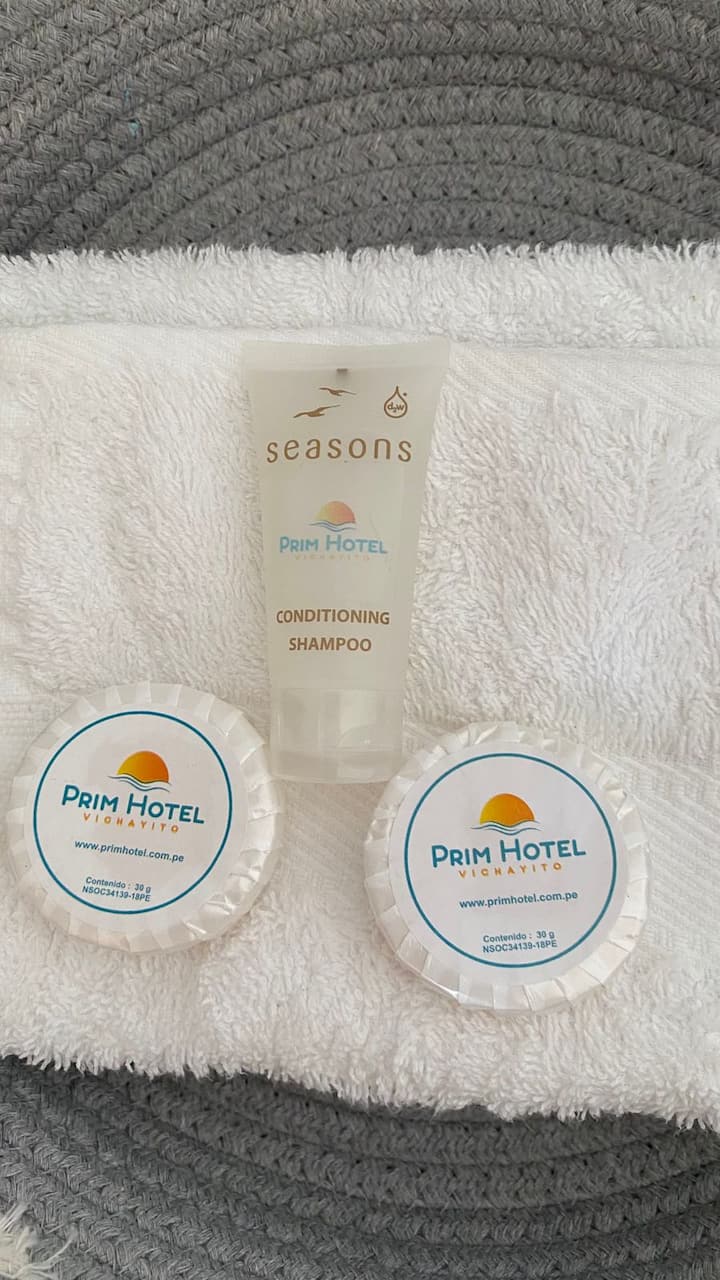 d₂w
seasons
PRIM HOTEL
VICHAYITO
CONDITIONING
SHAMPOO
PRIM HOTEL
VICHAYITO
www.primhotel.com.pe
Contenido : 30 g
NSOC34139-18PE
PRIM HOTEL
VICHAYITO
www.primhotel.com.pe
Contenido : 30 g
NSOC34139-18PE